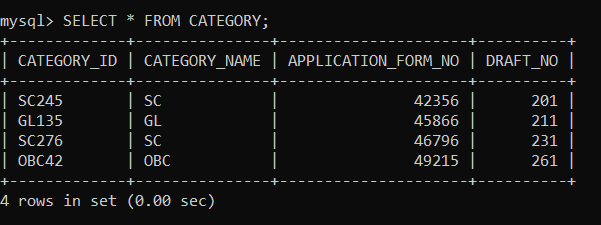 mysql> SELECT * FROM CATEGORY;
+-------------+---------------+---------------------+----------+
| CATEGORY_ID | CATEGORY_NAME | APPLICATION_FORM_NO | DRAFT_NO |
+-------------+---------------+---------------------+----------+
| SC245       | SC            |               42356 |      201 |
| GL135       | GL            |               45866 |      211 |
| SC276       | SC            |               46796 |      231 |
| OBC42       | OBC           |               49215 |      261 |
+-------------+---------------+---------------------+----------+
4 rows in set (0.00 sec)